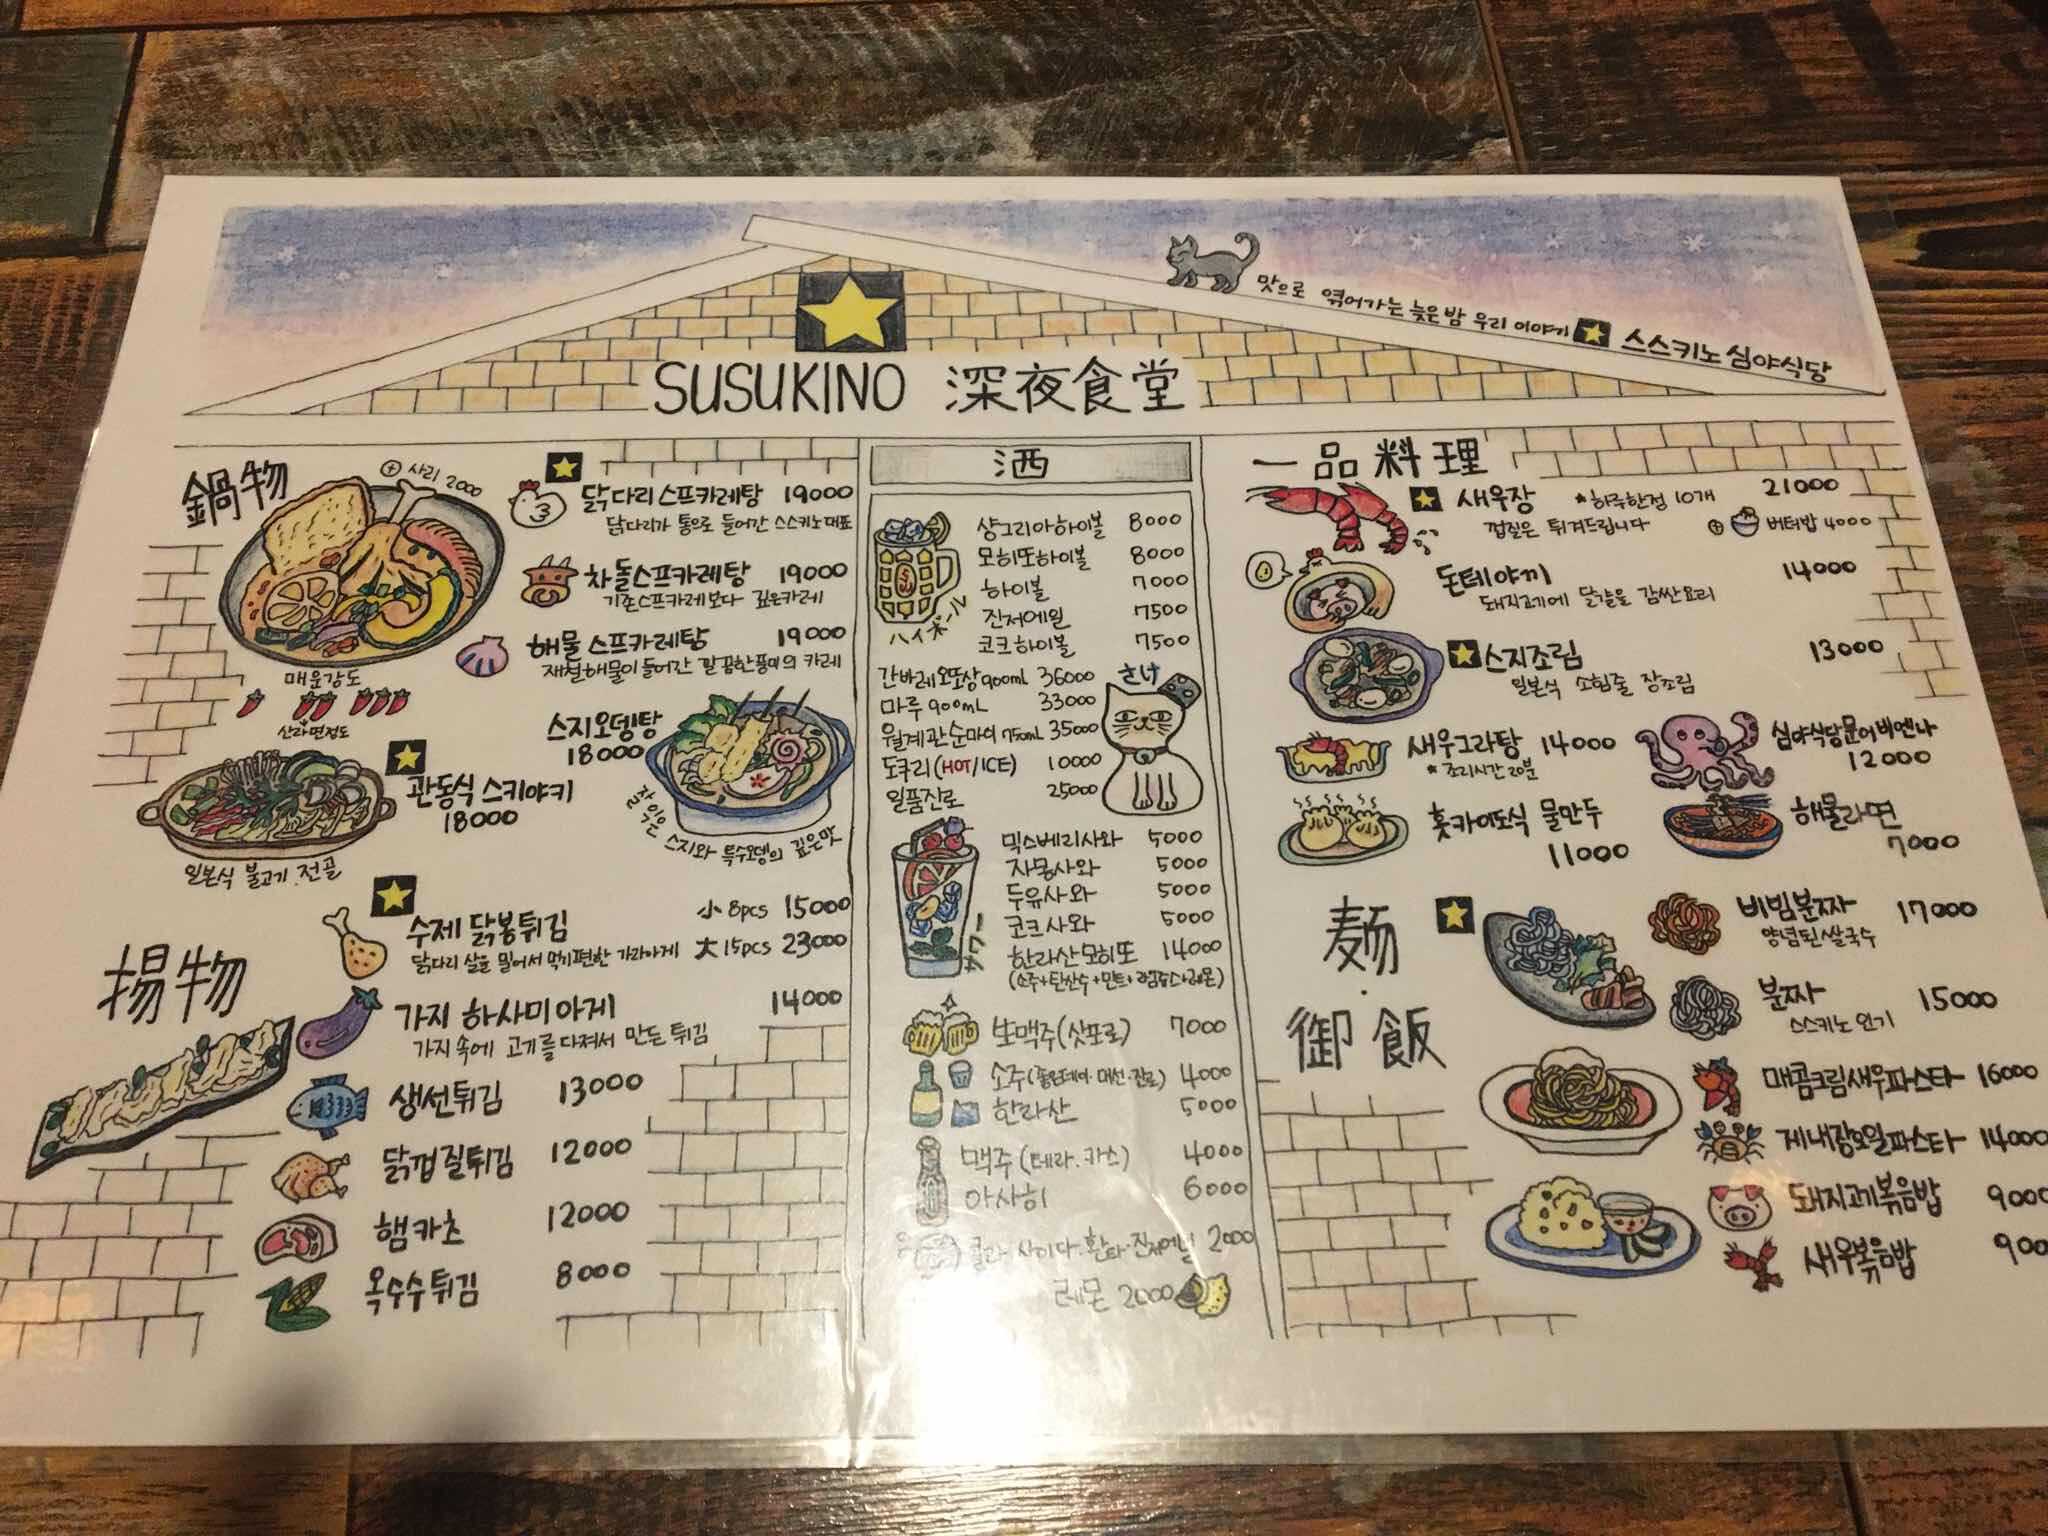 맛으로 엮어가는 늦은밤 우리 이야기 스스키노 심야식당
SUSUKINO 深夜食堂
鍋物
⊕ 사리 2000
닭다리스프카레탕 19000
닭다리가 통으로 들어간 스스키노대표
차돌스프카레탕 19000
기존스프카레보다 깊은카레
해물스프카레탕 19000
재철해물이 들어간 깔끔한풍미의 카레
매운강도
신라면정도
스지오뎅탕
18000
잘익은 스지와 특수오뎅의 깊은맛
관동식 스키야키
18000
일본식 불고기.전골
揚物
수제 닭봉튀김 小 8pcs 15000
닭다리 살을 밀어서 먹기편한 가라아게 大 15pcs 23000
가지 하사미아게 14000
가지속에 고기를다져서 만든 튀김
생선튀김 13000
닭껍질튀김 12000
햄카츠 12000
옥수수튀김 8000
酒
샹그리아하이볼 8000
모히또하이볼 8000
하이볼 7000
진저에일 7500
코크하이볼 7500
ハイボール
간바레오또상900ml 36000
마루 900mL 33000
월계관준마이 750ml 35000
도쿠리(HOT/ICE) 10000
일품진로 25000
さけ
믹스베리사와 5000
자몽사와 5000
두유사와 5000
코크사와 5000
한라산모히또 14000
(소주+탄산수+민트+라임쥬스+레몬)
サワー
生맥주(삿포로) 7000
소주( ) 4000
한라산 5000
맥주(테라.카스) 4000
아사히 6000
콜라.사이다.환타.진저에일 2000
레몬 2000
一品料理
새우장 *하루한정 10개 21000
껍질은 튀겨드립니다 ⊕ 버터밥 4000
돈테야끼 14000
돼지고기에 달걀을 감싼요리
스지조림 13000
일본식 소힘줄 장조림
새우그라탕 14000
*조리시간 20분
심야식당문어비엔나
12000
홋카이도식 물만두
11000
해물라면
7000
麺·御飯
비빔분짜 17000
양념된쌀국수
분짜 15000
스스키노 인기
매콤크림새우파스타 16000
게내장오일파스타 14000
돼지고기볶음밥 9000
새우볶음밥 900